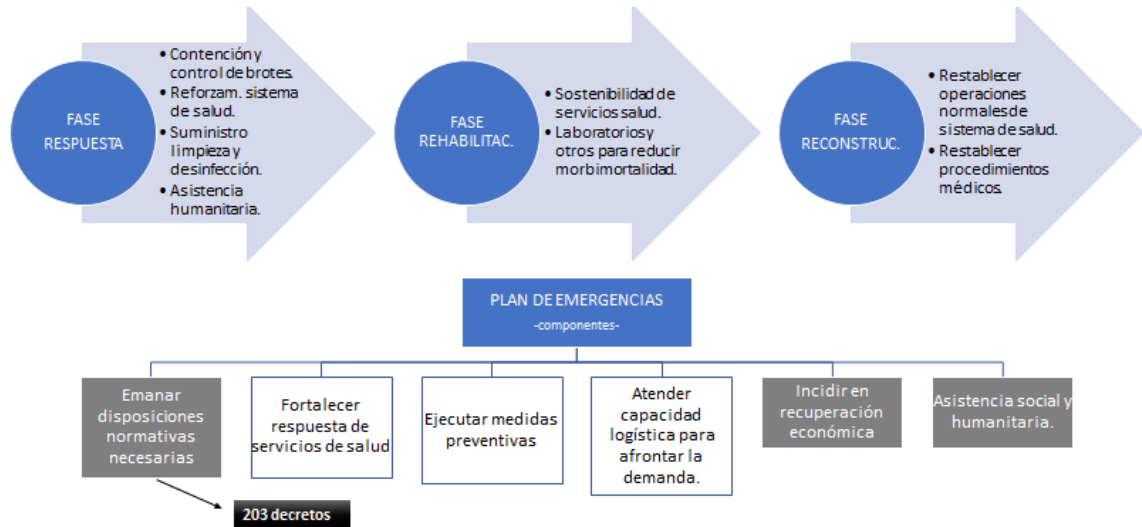 FASE
RESPUESTA
• Contención y
control de brotes.
• Reforzam. sistema
de salud.
• Suministro
limpieza y
desinfección.
• Asistencia
humanitaria.
FASE
REHABILITAC.
• Sostenibilidad de
servicios salud.
• Laboratorios y
otros para reducir
morbimortalidad.
FASE
RECONSTRUC.
• Restablecer
operaciones
normales de
sistema de salud.
• Restablecer
procedimientos
médicos.
PLAN DE EMERGENCIAS
-componentes-
Emanar
disposiciones
normativas
necesarias
Fortalecer
respuesta de
servicios de salud
Ejecutar medidas
preventivas
Atender
capacidad
logística para
afrontar la
demanda.
Incidir en
recuperación
económica
Asistencia social y
humanitaria.
203 decretos